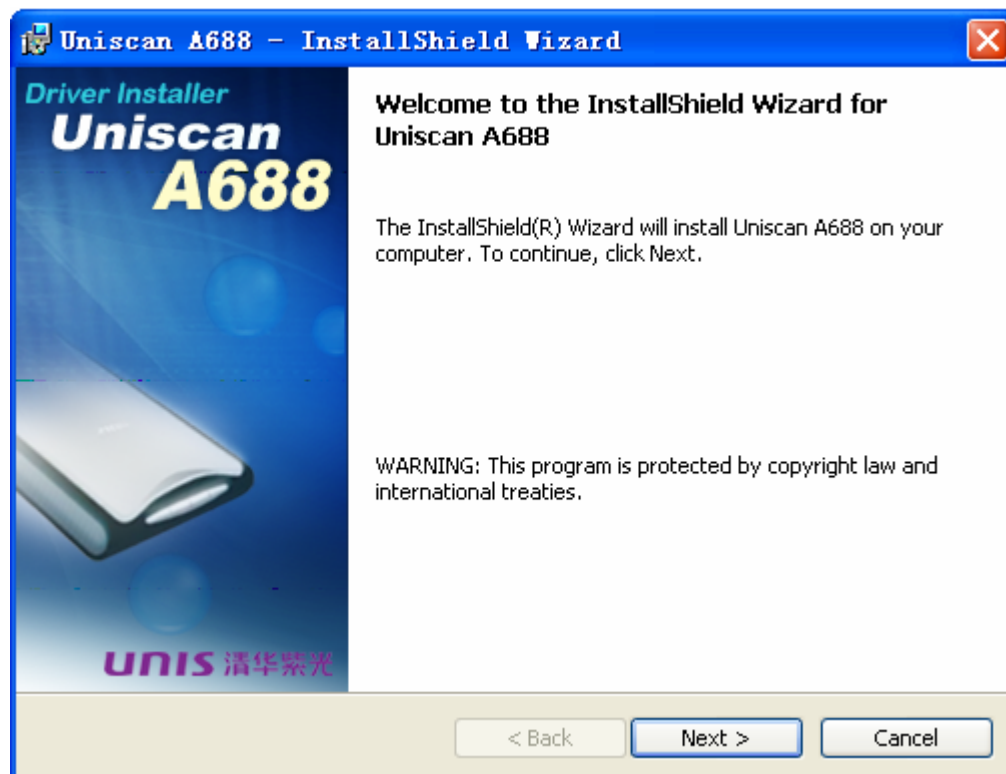 Uniscan A688 - InstallShield Wizard
Driver Installer
Uniscan
A688
Welcome to the InstallShield Wizard for
Uniscan A688
The InstallShield(R) Wizard will install Uniscan A688 on your
computer. To continue, click Next.
WARNING: This program is protected by copyright law and
international treaties.
UNIS 清华紫光
< Back
Next >
Cancel